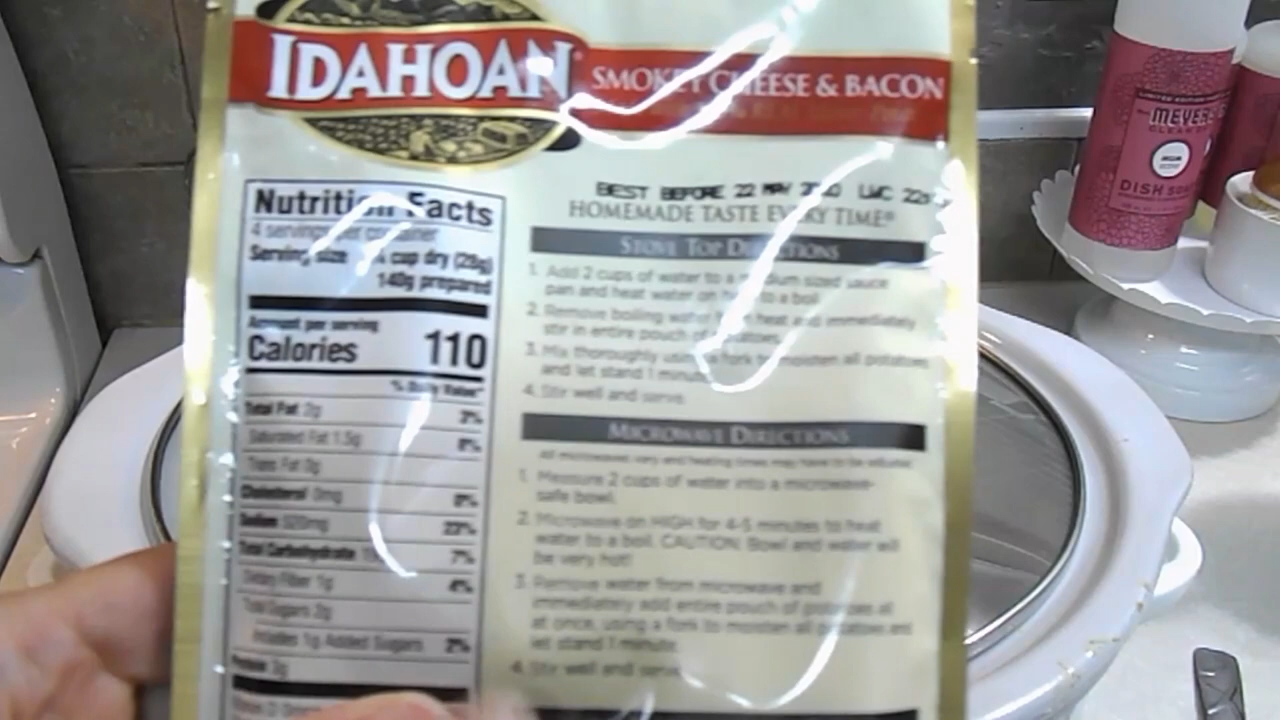 IDAHOAN®
SMOKEY CHEESE & BACON
Nutrition Facts
4 servings per container
Serving size cup dry (28g)
140g prepared
Amount per serving
Calories 110
% Daily Value*
Total Fat 2g 3%
Saturated Fat 1.5g 8%
Trans Fat 0g
Cholesterol 0mg 0%
Sodium 520mg 23%
Total Carbohydrate 7%
Dietary Fiber 1g 4%
Total Sugars 2g
Includes 1g Added Sugars 2%
Protein 2g
BEST BEFORE 22 MAY LWC
HOMEMADE TASTE EVERY TIME®
STOVE TOP DIRECTIONS
1. Add 2 cups of water to a medium sized sauce
pan and heat water on to a boil
2. Remove boiling water heat and immediately
stir in entire pouch of potatoes.
3. Mix thoroughly using a fork to moisten all potatoes
and let stand 1 minute.
4. Stir well and serve.
MICROWAVE DIRECTIONS
All microwaves vary and heating times may have to be adjusted.
1. Measure 2 cups of water into a microwave-
safe bowl.
2. Microwave on HIGH for 4-5 minutes to heat
water to a boil. CAUTION: Bowl and water will
be very hot!
3. Remove water from microwave and
immediately add entire pouch of potatoes all
at once, using a fork to moisten all potatoes and
let stand 1 minute.
4. Stir well and serve.
LIMITED EDITION
MEYER'S
CLEAN DAY
DISH SOAP